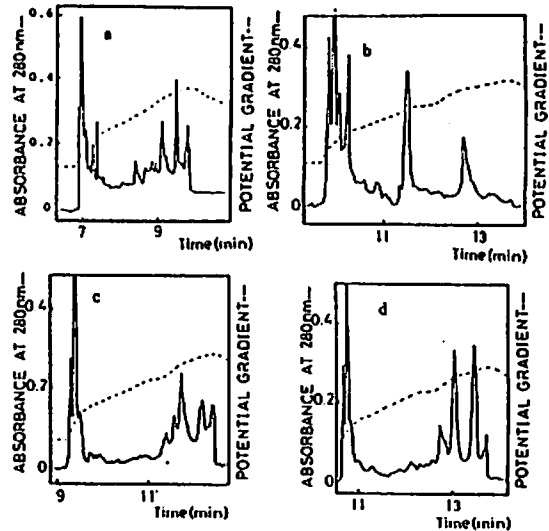 a
ABSORBANCE AT 280nm—
POTENTIAL GRADIENT---
0.6
0.4
0.2
0
7
9
Time(min)
b
ABSORBANCE AT 280nm—
POTENTIAL GRADIENT---
0.4
0.2
0
11
13
Time(min)
c
ABSORBANCE AT 280nm—
POTENTIAL GRADIENT---
0.4
0.2
0
9
11
Time(min)
d
ABSORBANCE AT 280nm—
POTENTIAL GRADIENT---
0.4
0.2
0
11
13
Time(min)